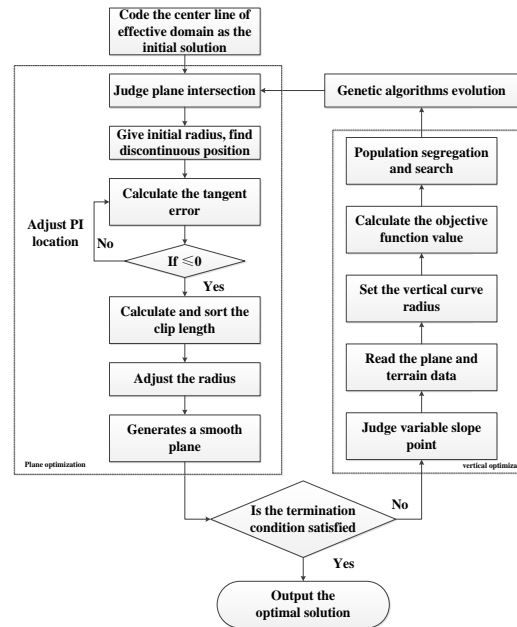 Code the center line of
effective domain as the
initial solution
Judge plane intersection
Genetic algorithms evolution
Give initial radius, find
discontinuous position
Population segregation
and search
Calculate the tangent
error
Adjust PI
location
No
Calculate the objective
function value
If ≤0
Yes
Set the vertical curve
radius
Calculate and sort the
clip length
Read the plane and
terrain data
Adjust the radius
Generates a smooth
plane
Judge variable slope
point
Plane optimization
vertical optimiza
Is the termination
condition satisfied
No
Yes
Output the
optimal solution